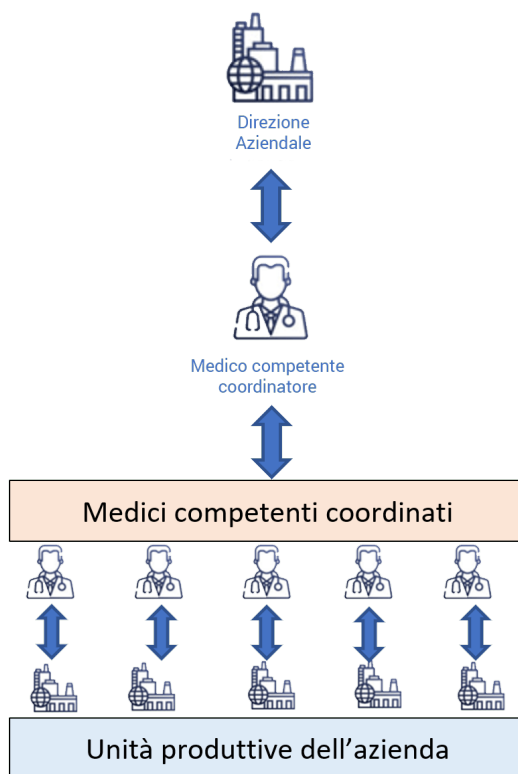 Direzione
Aziendale
Medico competente
coordinatore
Medici competenti coordinati
Unità produttive dell'azienda